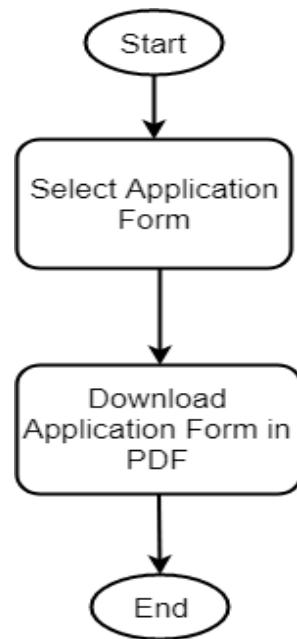 Start
Select Application
Form
Download
Application Form in
PDF
End